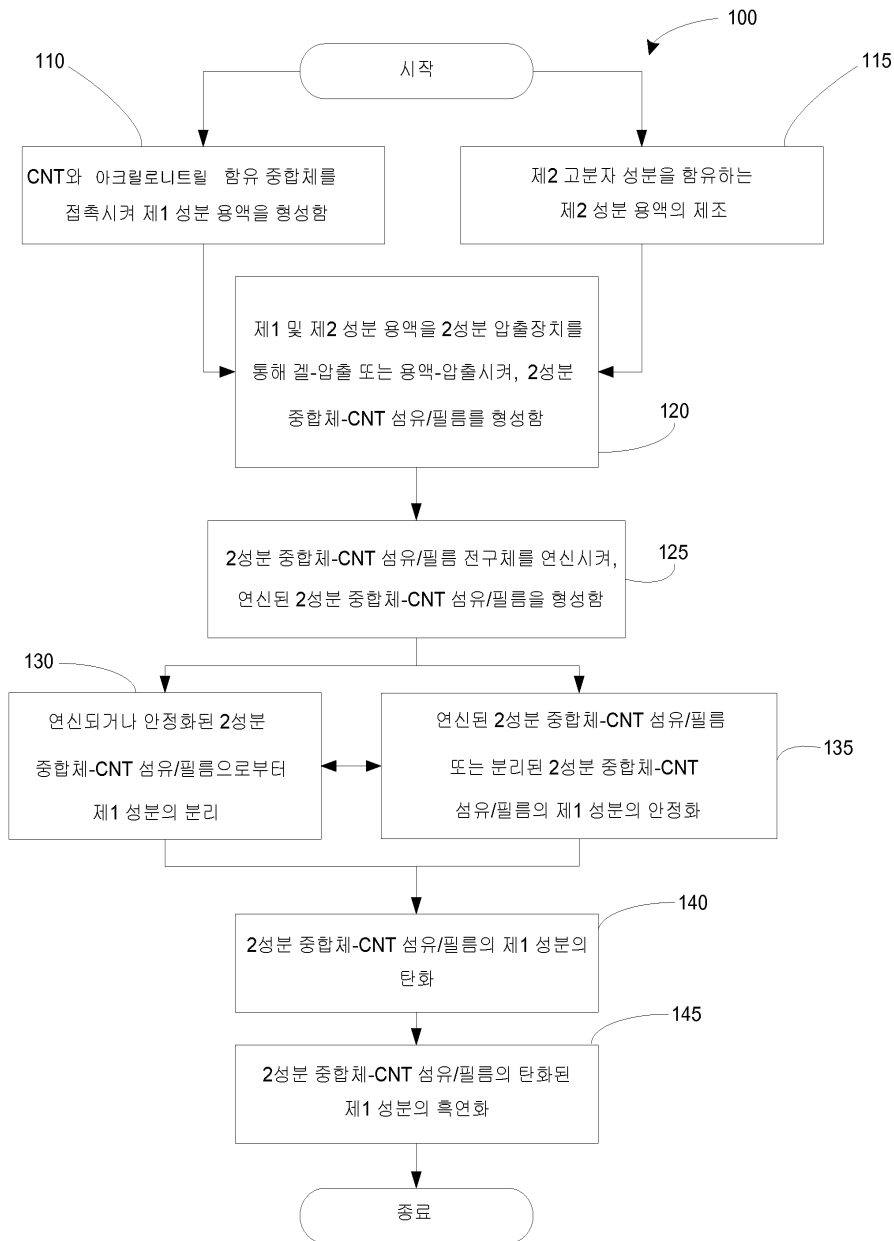 100
시작
110
115
CNT와 아크릴로니트릴 함유 중합체를
접촉시켜 제1 성분 용액을 형성함
제2 고분자 성분을 함유하는
제2 성분 용액의 제조
제1 및 제2 성분 용액을 2성분 압출장치를
통해 겔-압출 또는 용액-압출시켜, 2성분
중합체-CNT 섬유/필름를 형성함
120
2성분 중합체-CNT 섬유/필름 전구체를 연신시켜,
연신된 2성분 중합체-CNT 섬유/필름을 형성함
125
130
연신되거나 안정화된 2성분
중합체-CNT 섬유/필름으로부터
제1 성분의 분리
연신된 2성분 중합체-CNT 섬유/필름
또는 분리된 2성분 중합체-CNT
섬유/필름의 제1 성분의 안정화
135
140
2성분 중합체-CNT 섬유/필름의 제1 성분의
탄화
145
2성분 중합체-CNT 섬유/필름의 탄화된
제1 성분의 흑연화
종료